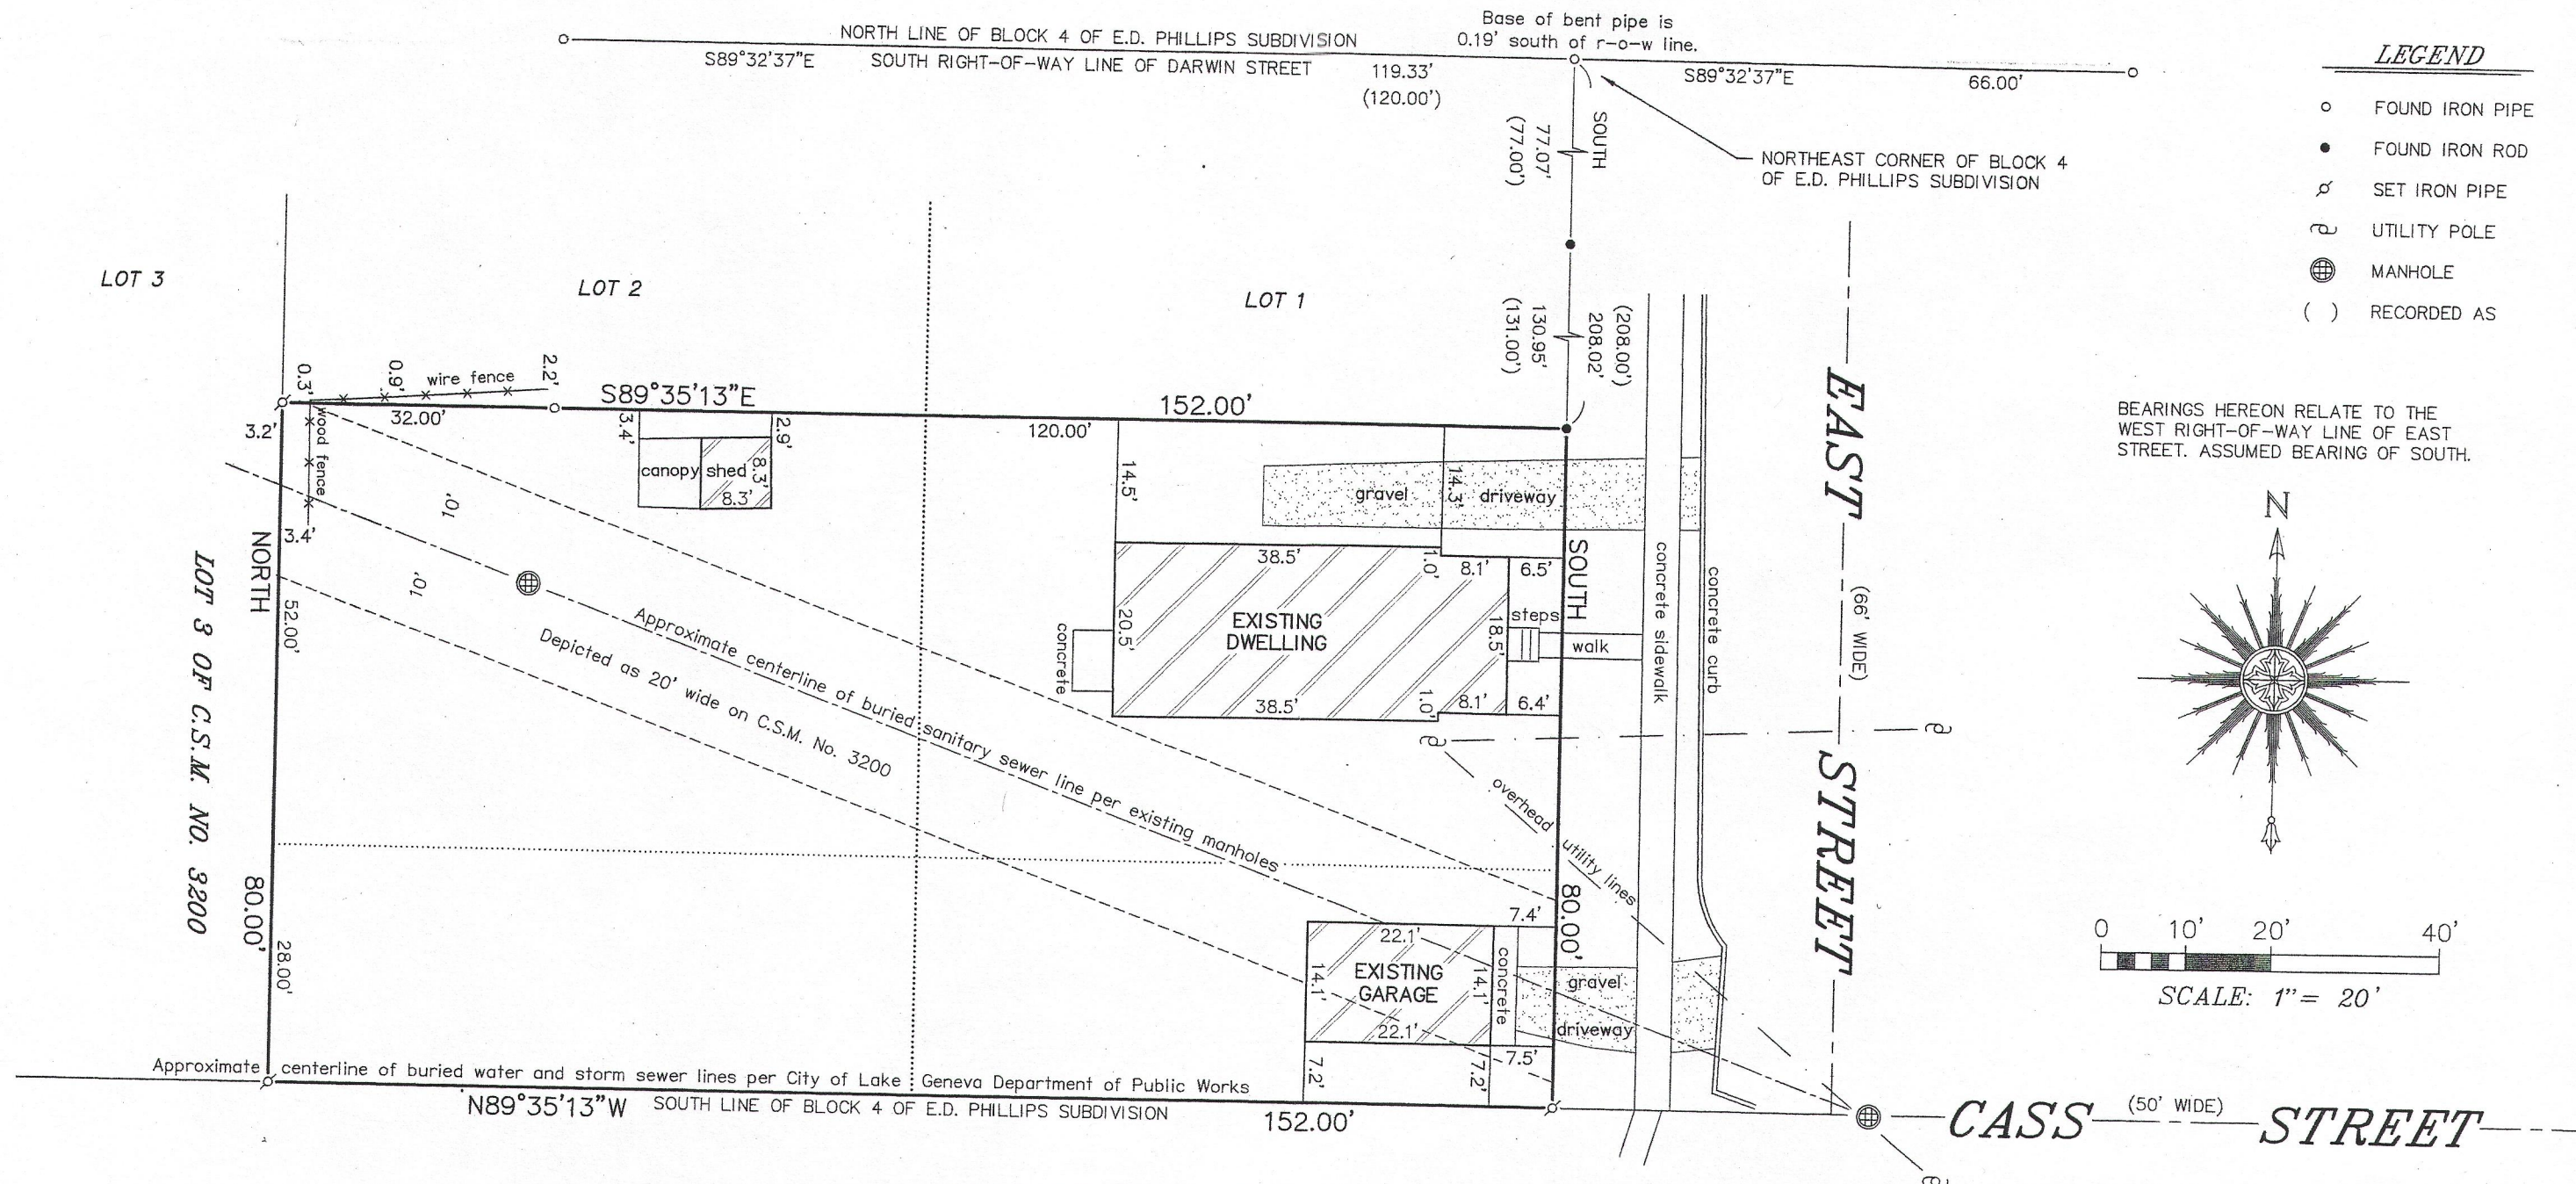 Base of bent pipe is
0.19' south of r-o-w line.
NORTH LINE OF BLOCK 4 OF E.D. PHILLIPS SUBDIVISION
S89°32'37"E
SOUTH RIGHT-OF-WAY LINE OF DARWIN STREET
119.33'
(120.00')
S89°32'37"E
66.00'
LEGEND
FOUND IRON PIPE
FOUND IRON ROD
SET IRON PIPE
UTILITY POLE
MANHOLE
( ) RECORDED AS
SOUTH
77.07'
(77.00')
NORTHEAST CORNER OF BLOCK 4
OF E.D. PHILLIPS SUBDIVISION
LOT 3
LOT 2
LOT 1
(208.00')
208.02'
130.95'
(131.00')
0.3'
0.9'
wire fence
2.2'
S89°35'13"E
152.00'
3.2'
wood fence
32.00'
3.4'
2.9'
120.00'
canopy
shed
8.3'
8.3'
14.5'
gravel
14.3'
driveway
EAST
STREET
(66' WIDE)
BEARINGS HEREON RELATE TO THE
WEST RIGHT-OF-WAY LINE OF EAST
STREET. ASSUMED BEARING OF SOUTH.
N
10'
10'
3.4'
NORTH
52.00'
LOT 3 OF C.S.M. NO. 3200
38.5'
1.0'
8.1'
6.5'
SOUTH
EXISTING
DWELLING
20.5'
18.5'
steps
walk
concrete
concrete sidewalk
concrete curb
38.5'
1.0'
8.1'
6.4'
Approximate centerline of buried sanitary sewer line per existing manholes
Depicted as 20' wide on C.S.M. No. 3200
overhead utility lines
80.00'
28.00'
80.00'
7.4'
22.1'
EXISTING
GARAGE
14.1'
14.1'
22.1'
concrete
gravel
driveway
7.5'
7.2'
7.2'
0 10' 20' 40'
SCALE: 1"= 20'
Approximate centerline of buried water and storm sewer lines per City of Lake Geneva Department of Public Works
N89°35'13"W
SOUTH LINE OF BLOCK 4 OF E.D. PHILLIPS SUBDIVISION
152.00'
CASS
(50' WIDE)
STREET